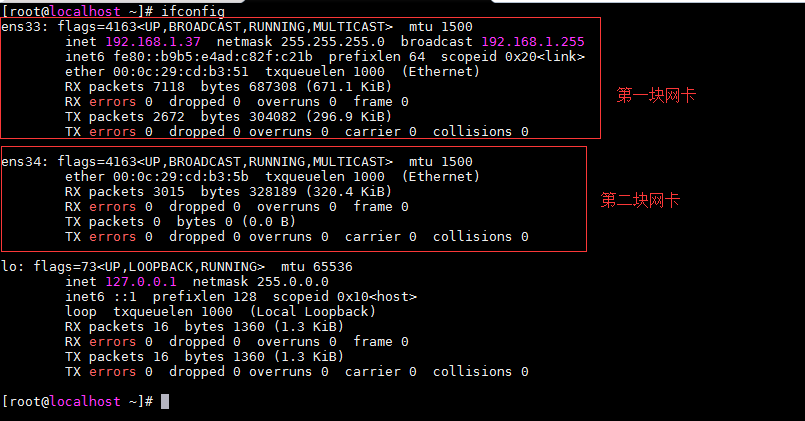 [root@localhost ~]# ifconfig
ens33: flags=4163<UP,BROADCAST,RUNNING,MULTICAST>  mtu 1500
        inet 192.168.1.37  netmask 255.255.255.0  broadcast 192.168.1.255
        inet6 fe80::b9b5:e4ad:c82f:c21b  prefixlen 64  scopeid 0x20<link>
        ether 00:0c:29:cd:b3:51  txqueuelen 1000  (Ethernet)
        RX packets 7118  bytes 687308 (671.1 KiB)
        RX errors 0  dropped 0  overruns 0  frame 0
        TX packets 2672  bytes 304082 (296.9 KiB)
        TX errors 0  dropped 0 overruns 0  carrier 0  collisions 0
第一块网卡
ens34: flags=4163<UP,BROADCAST,RUNNING,MULTICAST>  mtu 1500
        ether 00:0c:29:cd:b3:5b  txqueuelen 1000  (Ethernet)
        RX packets 3015  bytes 328189 (320.4 KiB)
        RX errors 0  dropped 0  overruns 0  frame 0
        TX packets 0  bytes 0 (0.0 B)
        TX errors 0  dropped 0 overruns 0  carrier 0  collisions 0
第二块网卡
lo: flags=73<UP,LOOPBACK,RUNNING>  mtu 65536
        inet 127.0.0.1  netmask 255.0.0.0
        inet6 ::1  prefixlen 128  scopeid 0x10<host>
        loop  txqueuelen 1000  (Local Loopback)
        RX packets 16  bytes 1360 (1.3 KiB)
        RX errors 0  dropped 0  overruns 0  frame 0
        TX packets 16  bytes 1360 (1.3 KiB)
        TX errors 0  dropped 0 overruns 0  carrier 0  collisions 0
[root@localhost ~]#